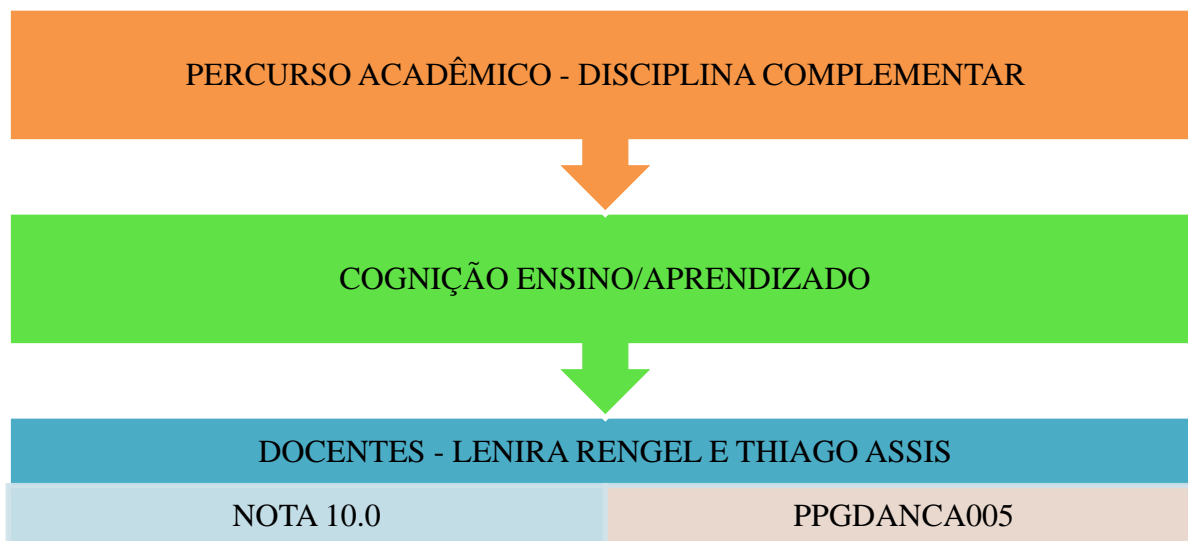 PERCURSO ACADÊMICO - DISCIPLINA COMPLEMENTAR
COGNIÇÃO ENSINO/APRENDIZADO
DOCENTES - LENIRA RENGEL E THIAGO ASSIS
NOTA 10.0
PPGDANCA005